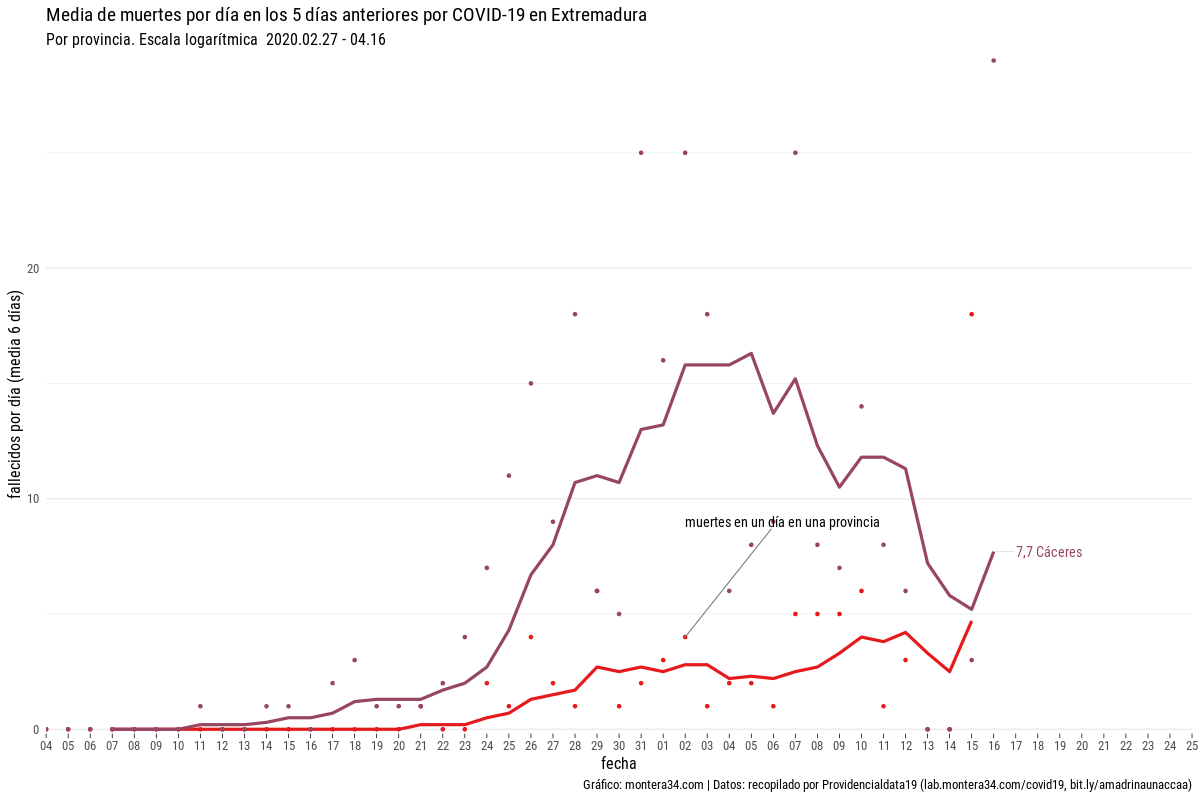 Media de muertes por día en los 5 días anteriores por COVID-19 en Extremadura
Por provincia. Escala logarítmica 2020.02.27 - 04.16
fallecidos por día (media 6 días)
20
10
0
muertes en un día en una provincia
7,7 Cáceres
04 05 06 07 08 09 10 11 12 13 14 15 16 17 18 19 20 21 22 23 24 25 26 27 28 29 30 31 01 02 03 04 05 06 07 08 09 10 11 12 13 14 15 16 17 18 19 20 21 22 23 24 25
fecha
Gráfico: montera34.com | Datos: recopilado por Providencialdata19 (lab.montera34.com/covid19, bit.ly/amadrinaunaccaa)